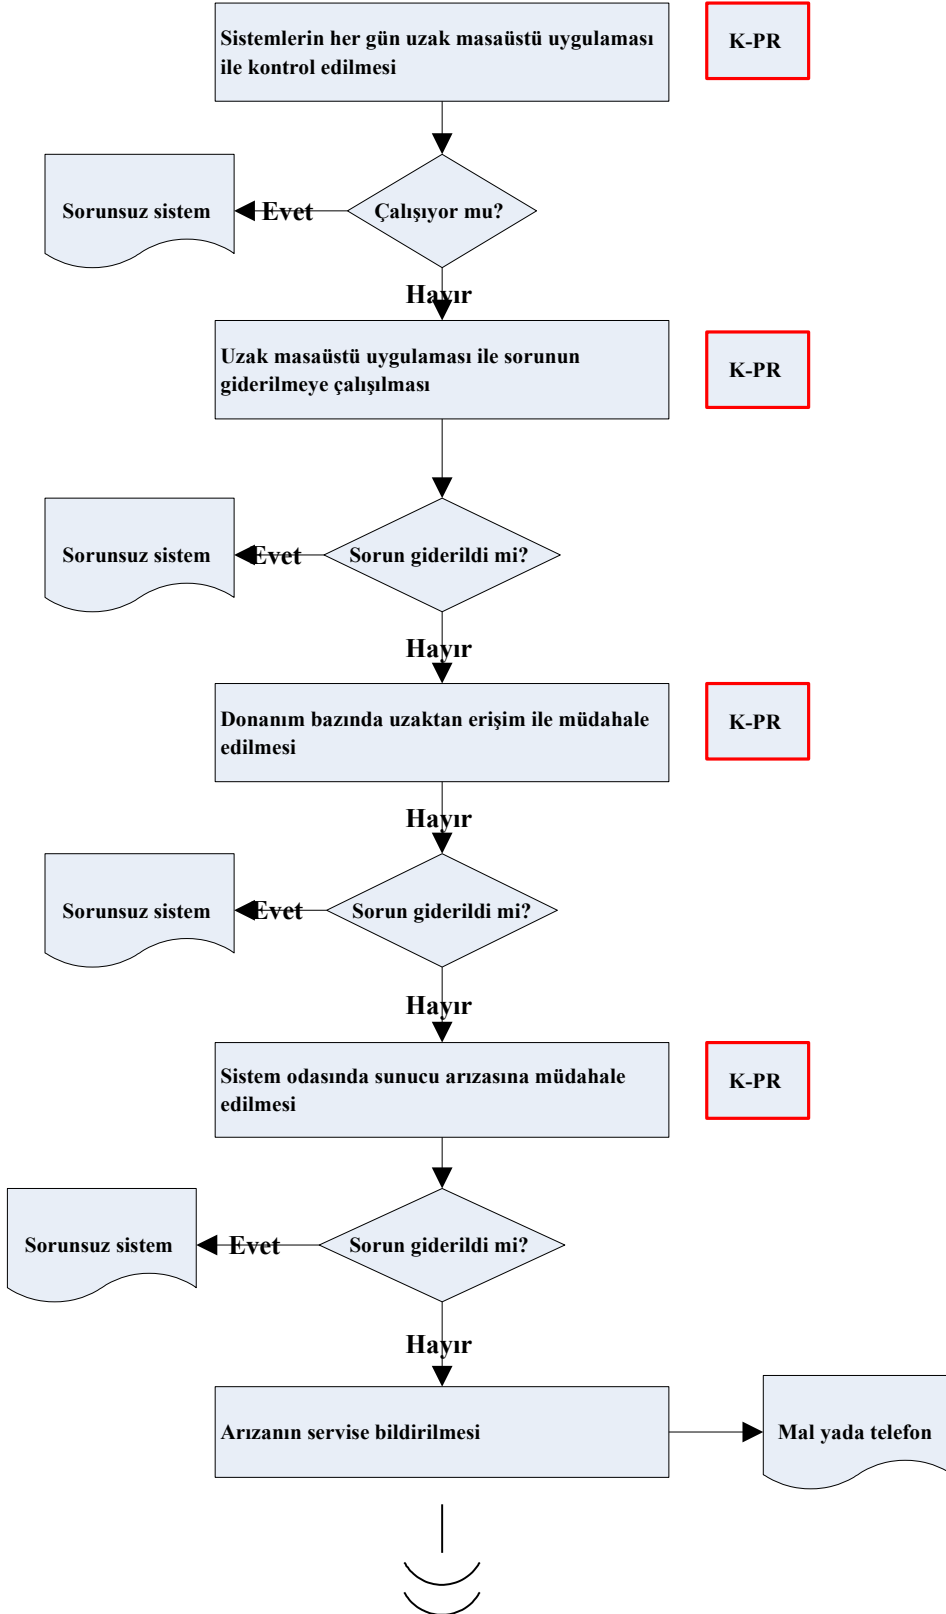 Sistemlerin her gün uzak masaüstü uygulaması
ile kontrol edilmesi
K-PR
Sorunsuz sistem
Evet
Çalışıyor mu?
Hayır
Uzak masaüstü uygulaması ile sorunun
giderilmeye çalışılması
K-PR
Sorunsuz sistem
Evet
Sorun giderildi mi?
Hayır
Donanım bazında uzaktan erişim ile müdahale
edilmesi
K-PR
Hayır
Sorunsuz sistem
Evet
Sorun giderildi mi?
Hayır
Sistem odasında sunucu arızasına müdahale
edilmesi
K-PR
Sorunsuz sistem
Evet
Sorun giderildi mi?
Hayır
Arızanın servise bildirilmesi
Mal yada telefon